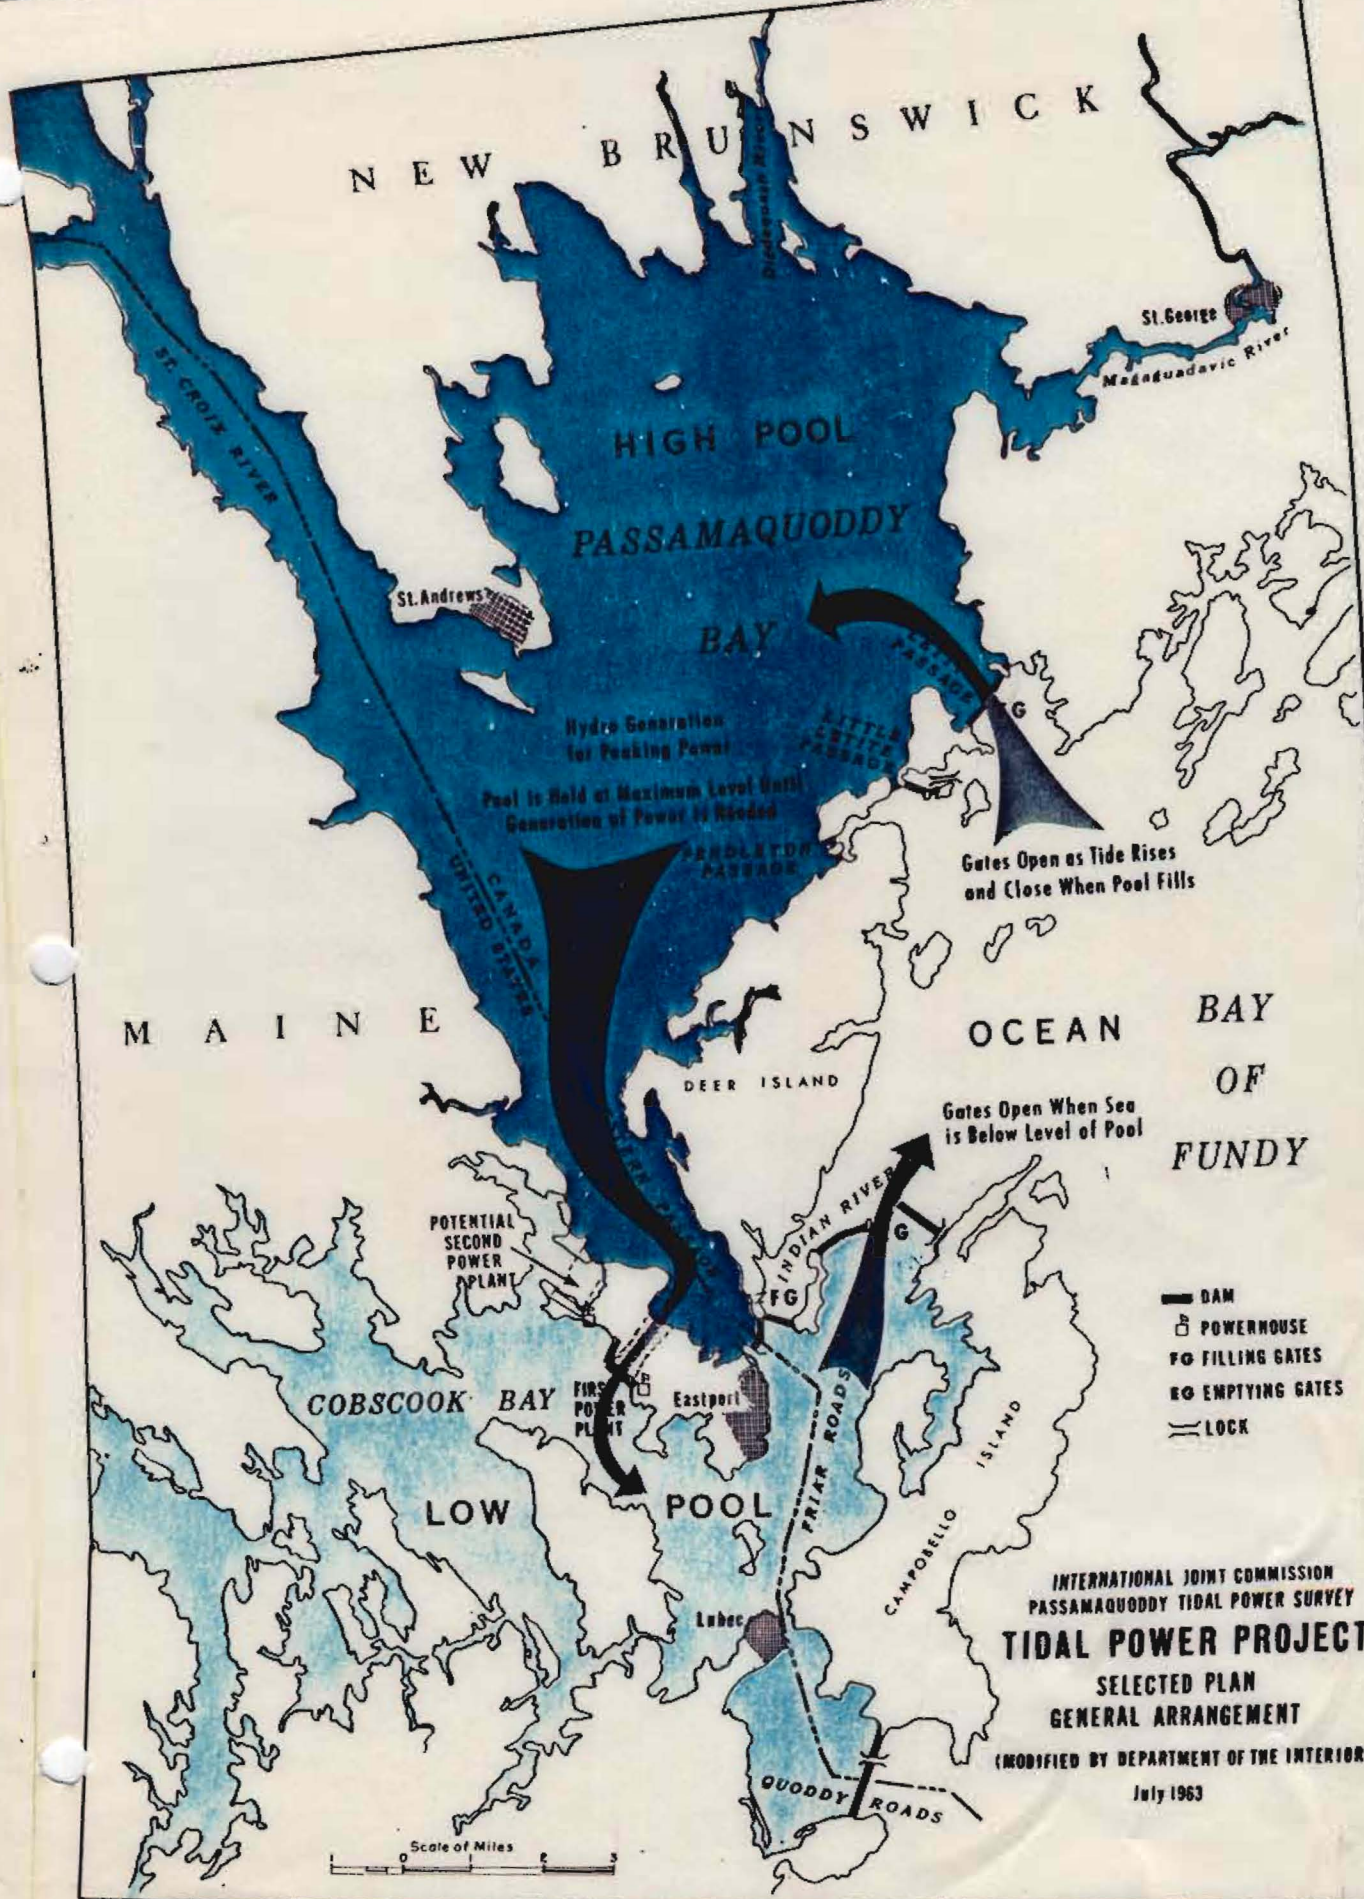 NEW BRUNSWICK
St. George
Magaguadavic River
ST. CROIX RIVER
HIGH POOL
PASSAMAQUODDY
BAY
St. Andrews
PASSAGE
G
LITTLE
LETITE
PASSAGE
Hydro Generation
for Peaking Power
Pool Is Held at Maximum Level Until
Generation of Power Is Needed
PENDLETON
PASSAGE
Gates Open as Tide Rises
and Close When Pool Fills
CANADA
UNITED STATES
MAINE
OCEAN
BAY
OF
FUNDY
DEER ISLAND
Gates Open When Sea
is Below Level of Pool
INDIAN RIVER
G
FG
POTENTIAL
SECOND
POWER
PLANT
DAM
POWERHOUSE
FG FILLING GATES
EG EMPTYING GATES
LOCK
COBSCOOK BAY
FIRST
POWER
PLANT
Eastport
FRIAR ROADS
CAMPOBELLO ISLAND
LOW POOL
Lubec
QUODDY ROADS
INTERNATIONAL JOINT COMMISSION
PASSAMAQUODDY TIDAL POWER SURVEY
TIDAL POWER PROJECT
SELECTED PLAN
GENERAL ARRANGEMENT
(MODIFIED BY DEPARTMENT OF THE INTERIOR
July 1963
Scale of Miles
1 0 1 2 3